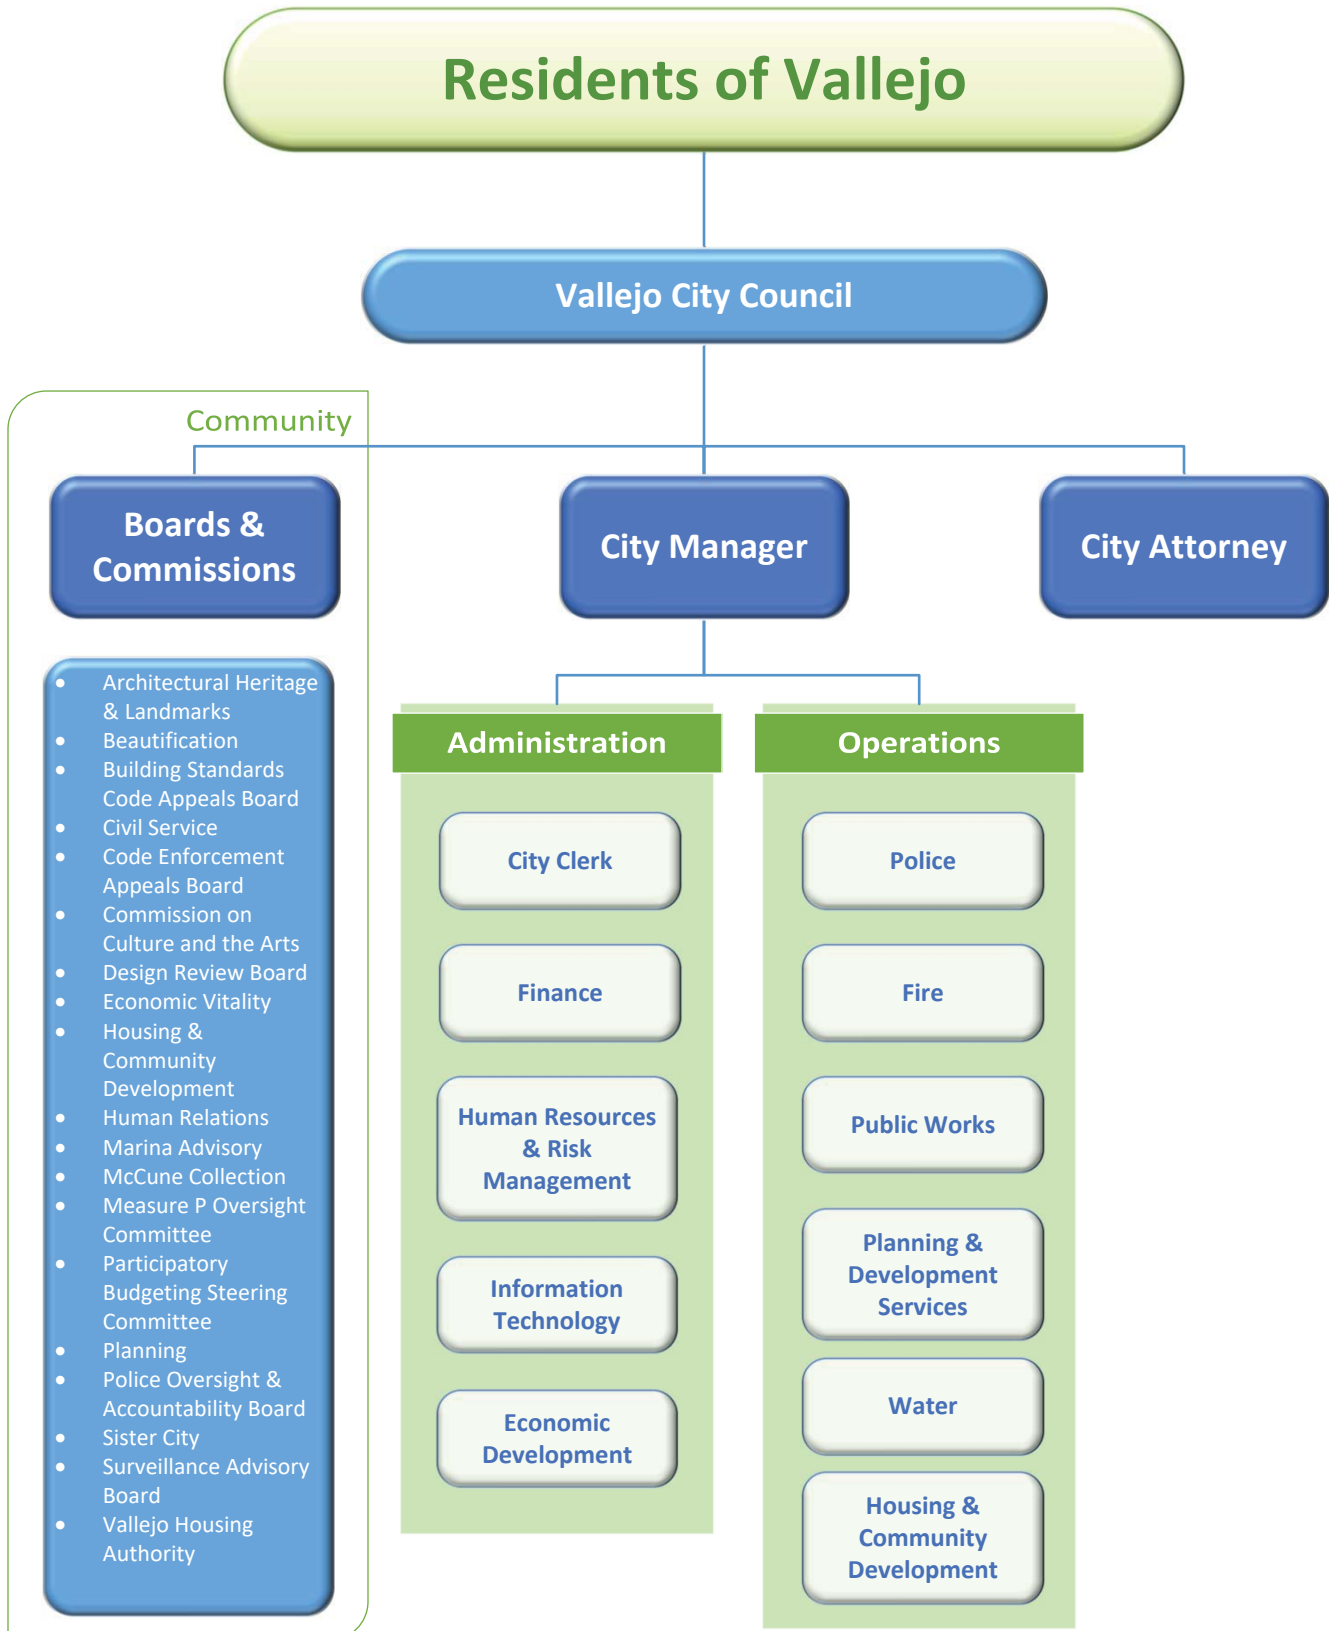 Residents of Vallejo
Vallejo City Council
Community
Boards &
Commissions
City Manager
City Attorney
• Architectural Heritage
& Landmarks
• Beautification
• Building Standards
Code Appeals Board
• Civil Service
• Code Enforcement
Appeals Board
• Commission on
Culture and the Arts
• Design Review Board
• Economic Vitality
• Housing &
Community
Development
• Human Relations
• Marina Advisory
• McCune Collection
• Measure P Oversight
Committee
• Participatory
Budgeting Steering
Committee
• Planning
• Police Oversight &
Accountability Board
• Sister City
• Surveillance Advisory
Board
• Vallejo Housing
Authority
Administration
City Clerk
Finance
Human Resources
& Risk
Management
Information
Technology
Economic
Development
Operations
Police
Fire
Public Works
Planning &
Development
Services
Water
Housing &
Community
Development